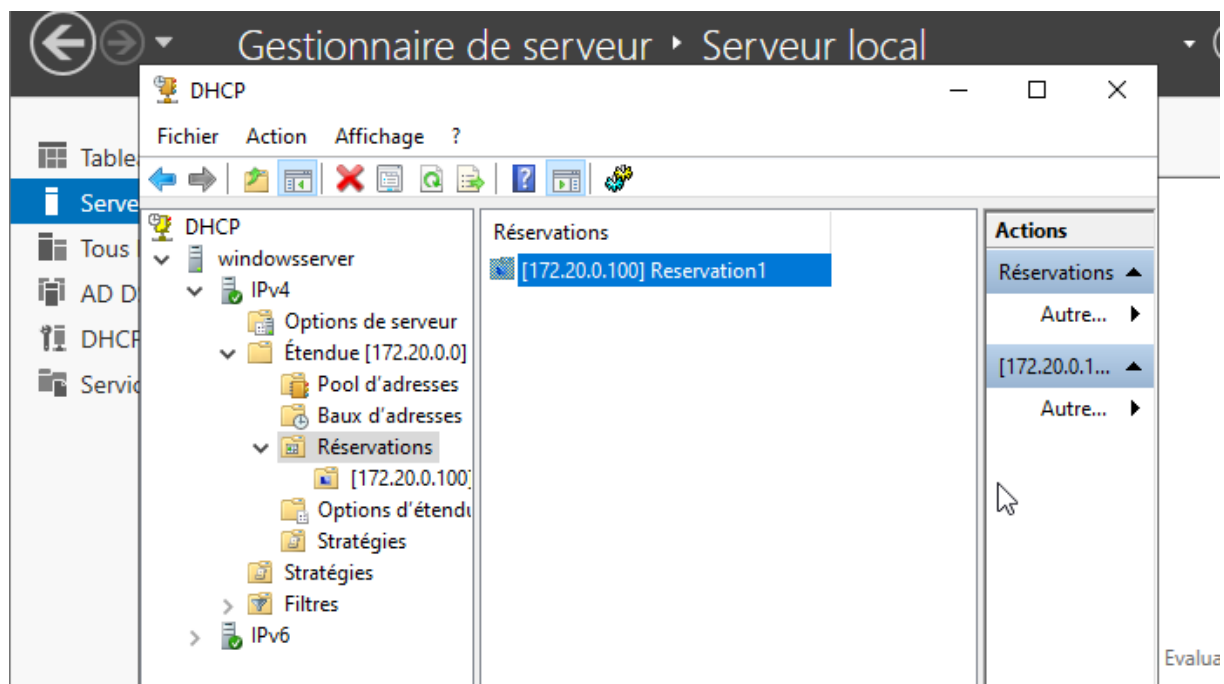 Gestionnaire de serveur ‣ Serveur local
DHCP
Fichier Action Affichage ?
Table
Serve
Tous
AD D
DHCP
Servic
DHCP
windowsserver
IPv4
Options de serveur
Étendue [172.20.0.0]
Pool d'adresses
Baux d'adresses
Réservations
[172.20.0.100]
Options d'étendu
Stratégies
Stratégies
Filtres
IPv6
Réservations
[172.20.0.100] Reservation1
Actions
Réservations
Autre...
[172.20.0.1...
Autre...
Evalua